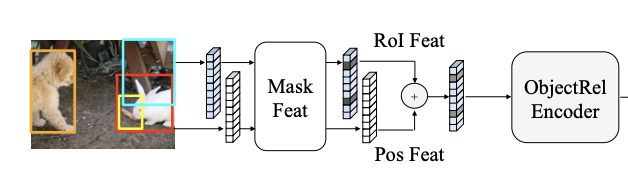 RoI Feat
Mask
Feat
Pos Feat
ObjectRel
Encoder